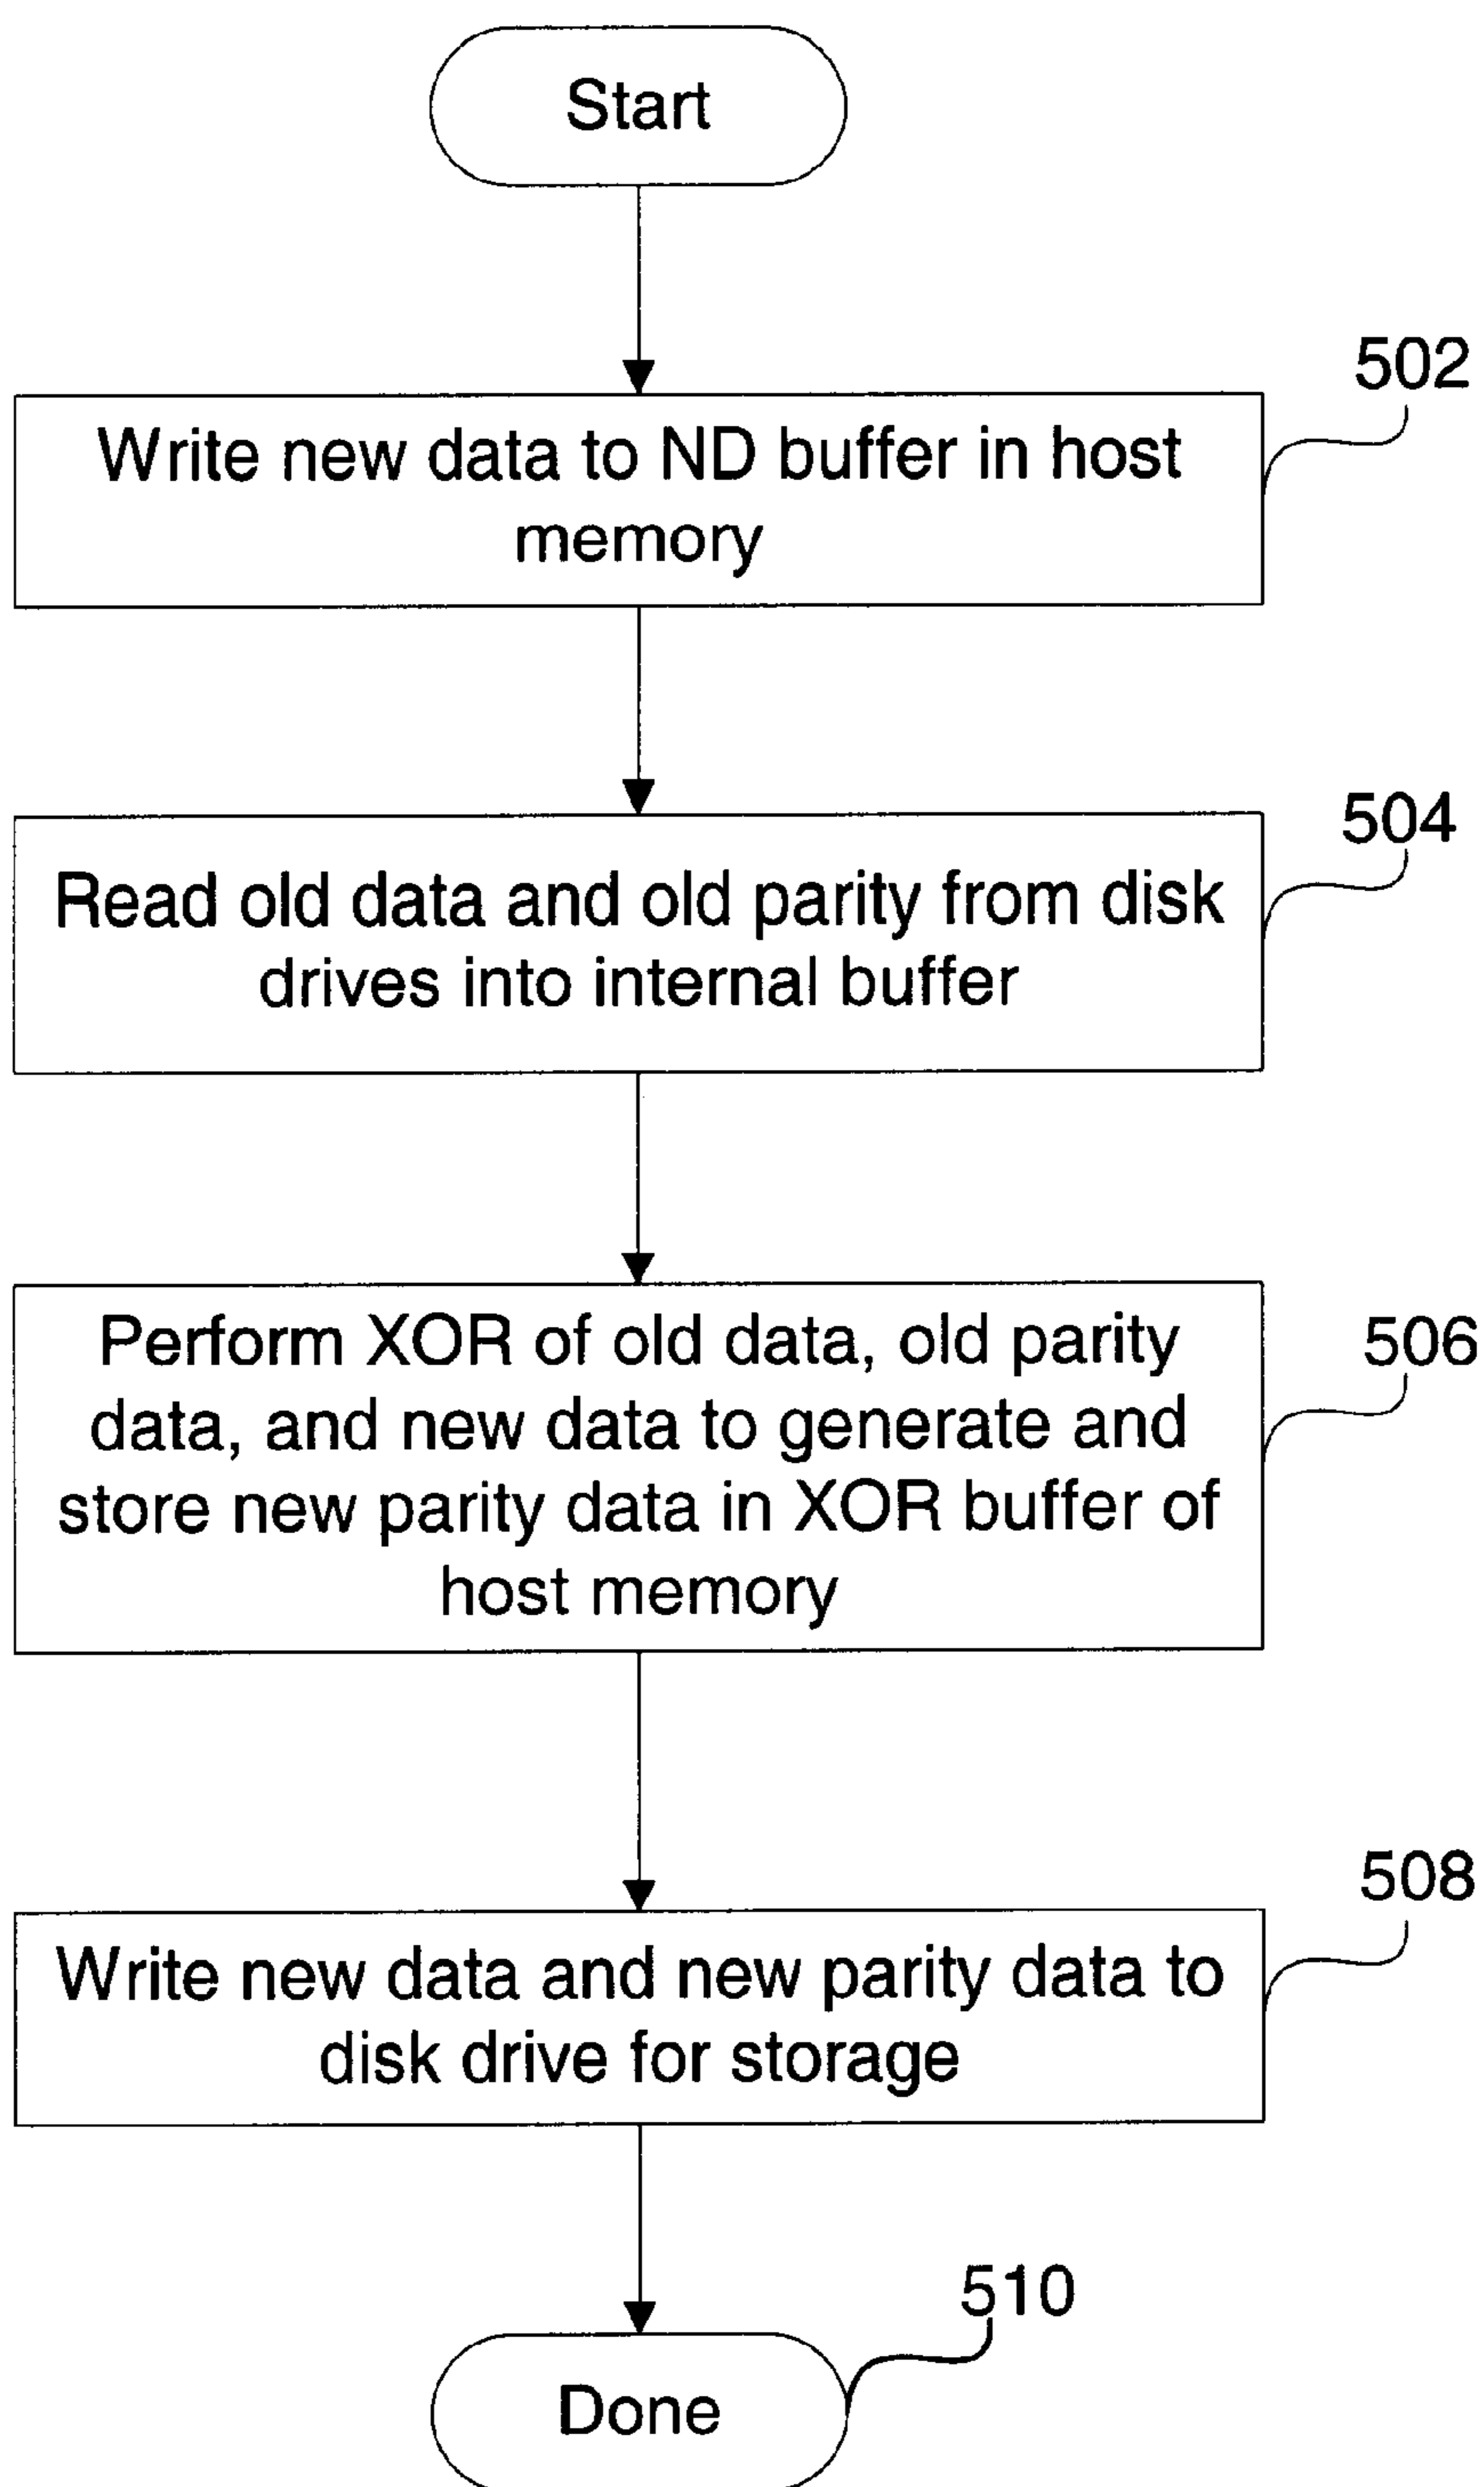 Start
502
Write new data to ND buffer in host
memory
504
Read old data and old parity from disk
drives into internal buffer
506
Perform XOR of old data, old parity
data, and new data to generate and
store new parity data in XOR buffer of
host memory
508
Write new data and new parity data to
disk drive for storage
510
Done